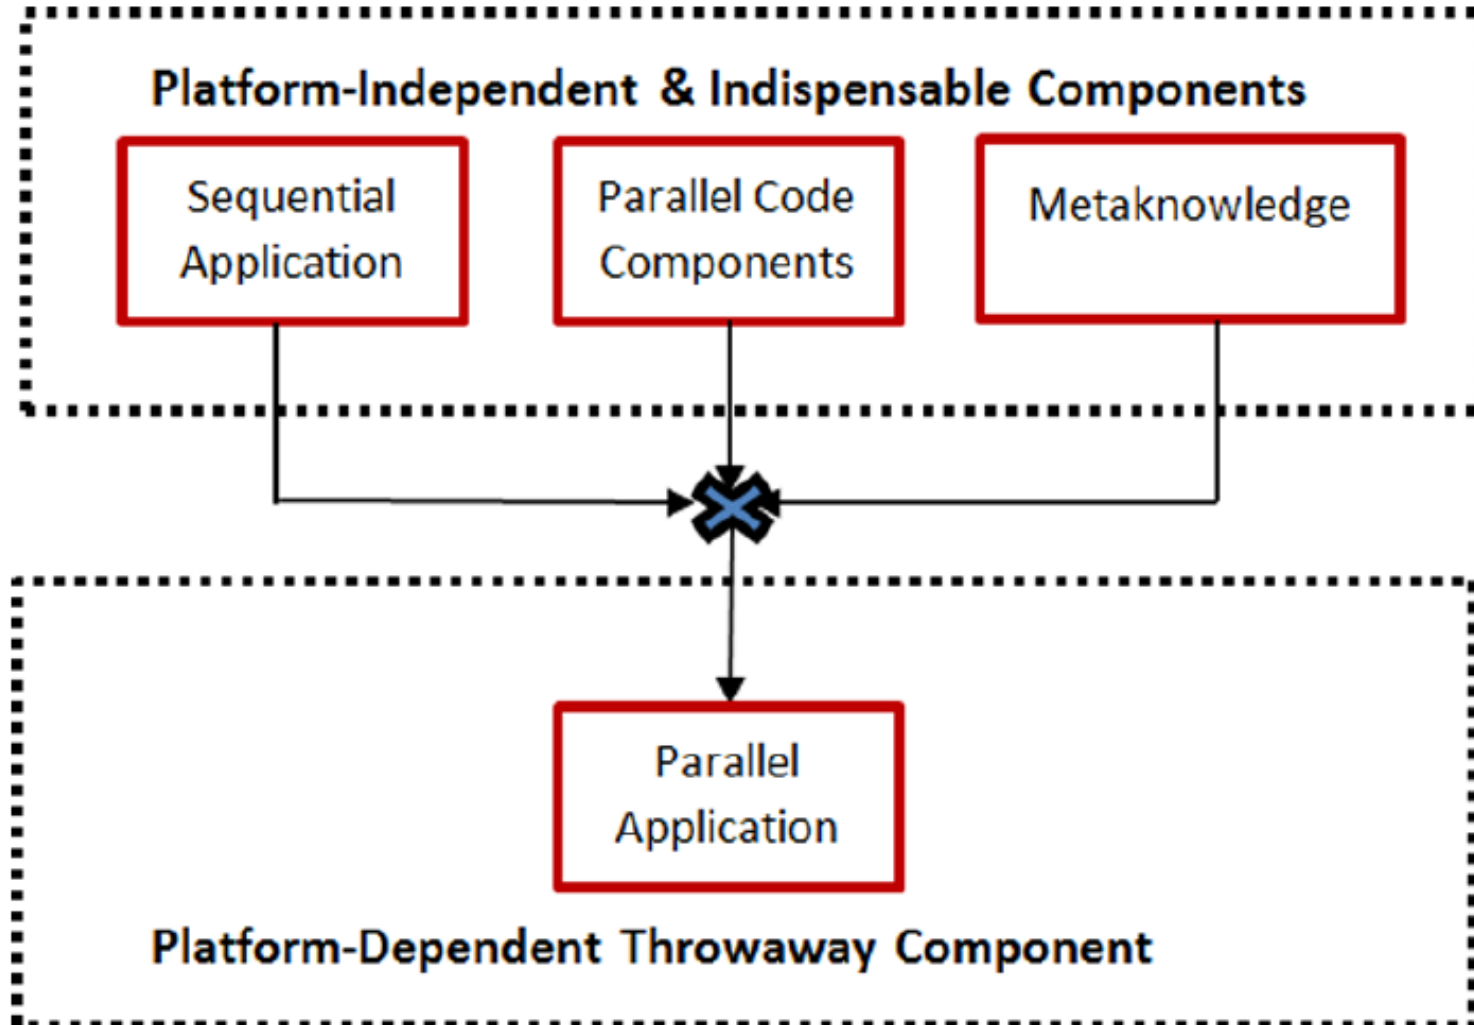 Platform-Independent & Indispensable Components
Sequential
Application
Parallel Code
Components
Metaknowledge
Parallel
Application
Platform-Dependent Throwaway Component